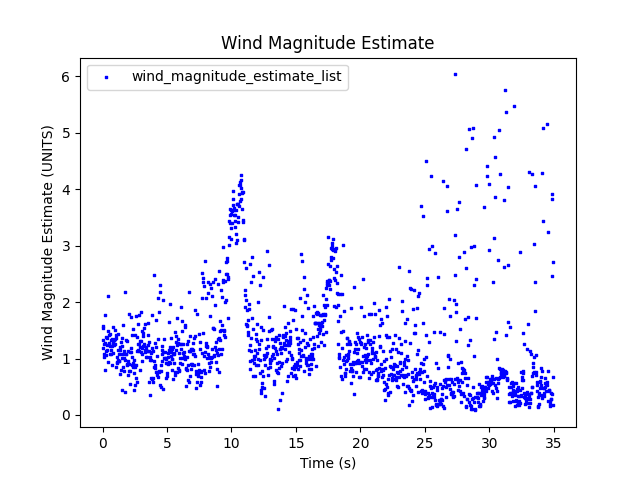 Wind Magnitude Estimate
wind_magnitude_estimate_list
Wind Magnitude Estimate (UNITS)
6
5
4
3
2
1
0
0 5 10 15 20 25 30 35
Time (s)